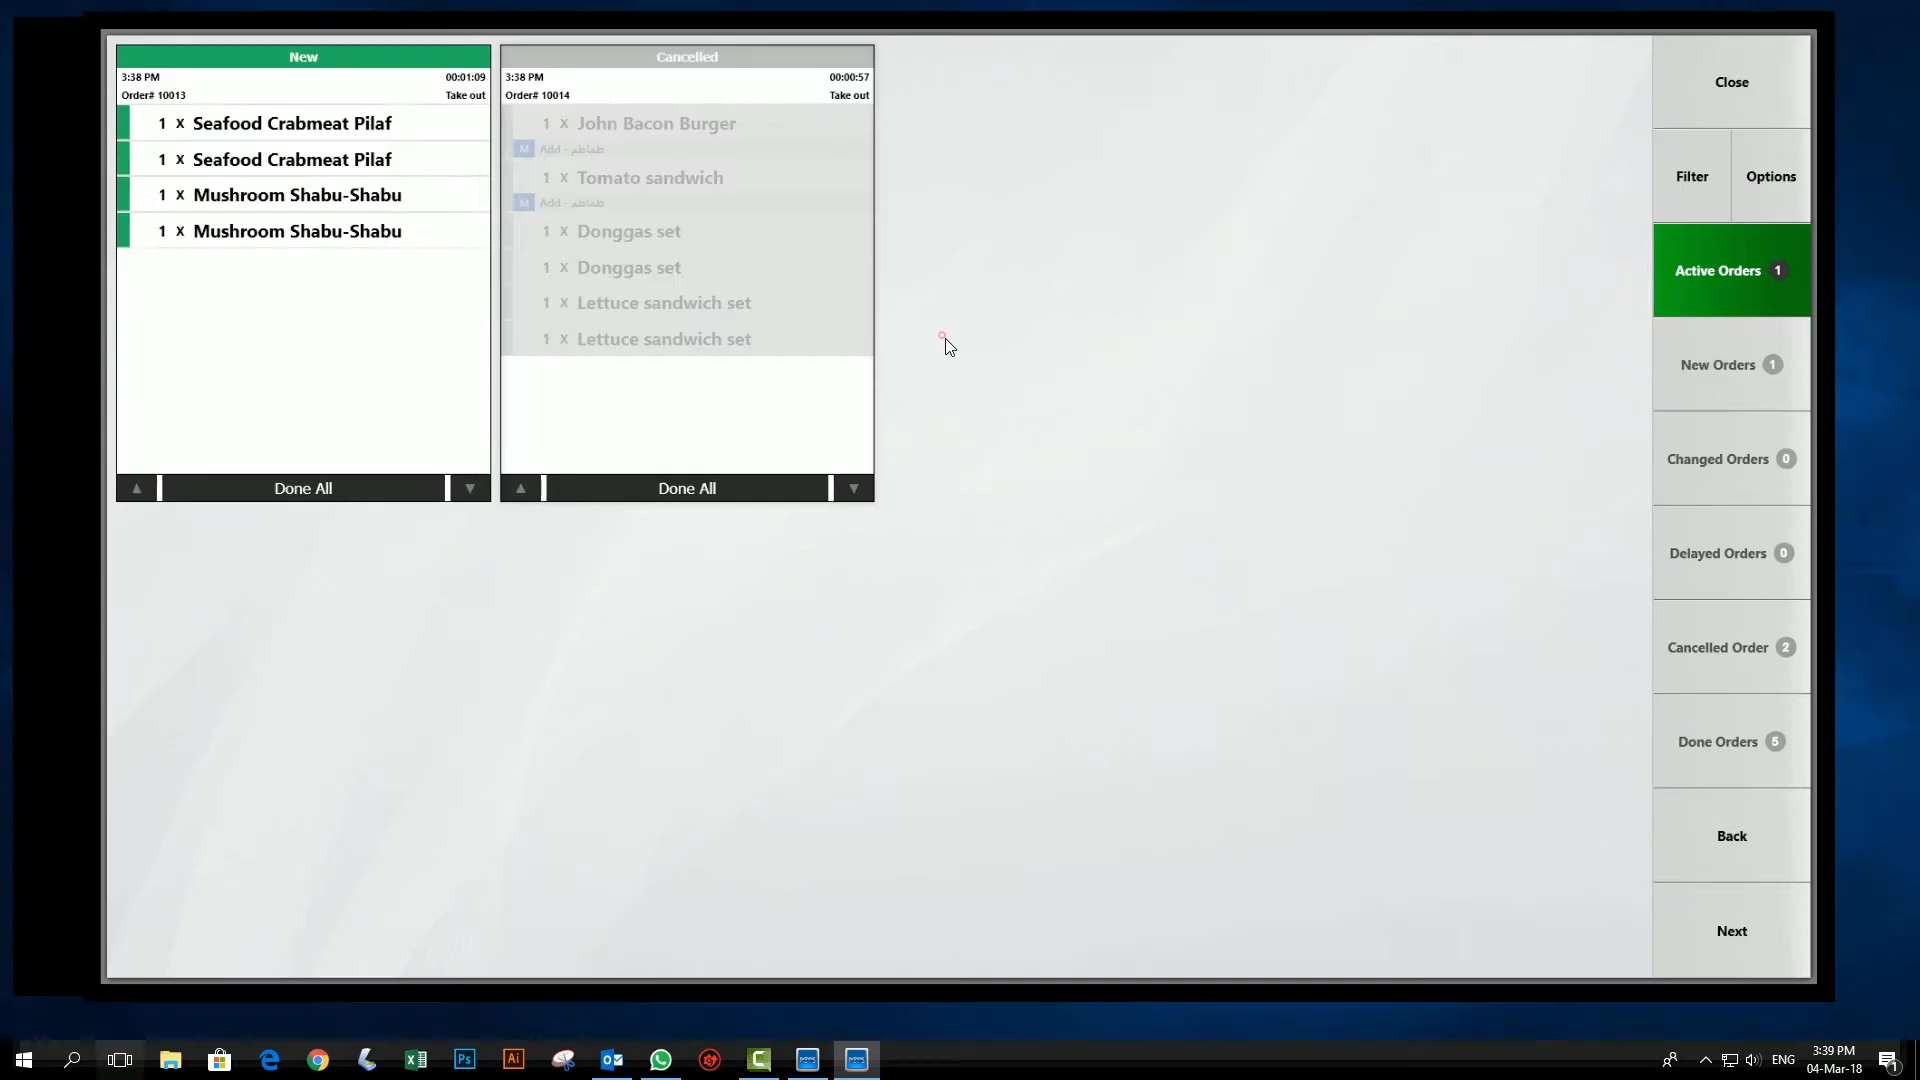 New
3:38 PM 00:01:09
Order# 10013 Take out
1 x Seafood Crabmeat Pilaf
1 x Seafood Crabmeat Pilaf
1 x Mushroom Shabu-Shabu
1 x Mushroom Shabu-Shabu
Done All
Cancelled
3:38 PM 00:00:57
Order# 10014 Take out
1 x John Bacon Burger
M Add - طماطم
1 x Tomato sandwich
M Add - طماطم
1 x Donggas set
1 x Donggas set
1 x Lettuce sandwich set
1 x Lettuce sandwich set
Done All
Close
Filter Options
Active Orders 1
New Orders 1
Changed Orders 0
Delayed Orders 0
Cancelled Order 2
Done Orders 5
Back
Next
Ps Ai
ENG
3:39 PM
04-Mar-18
1